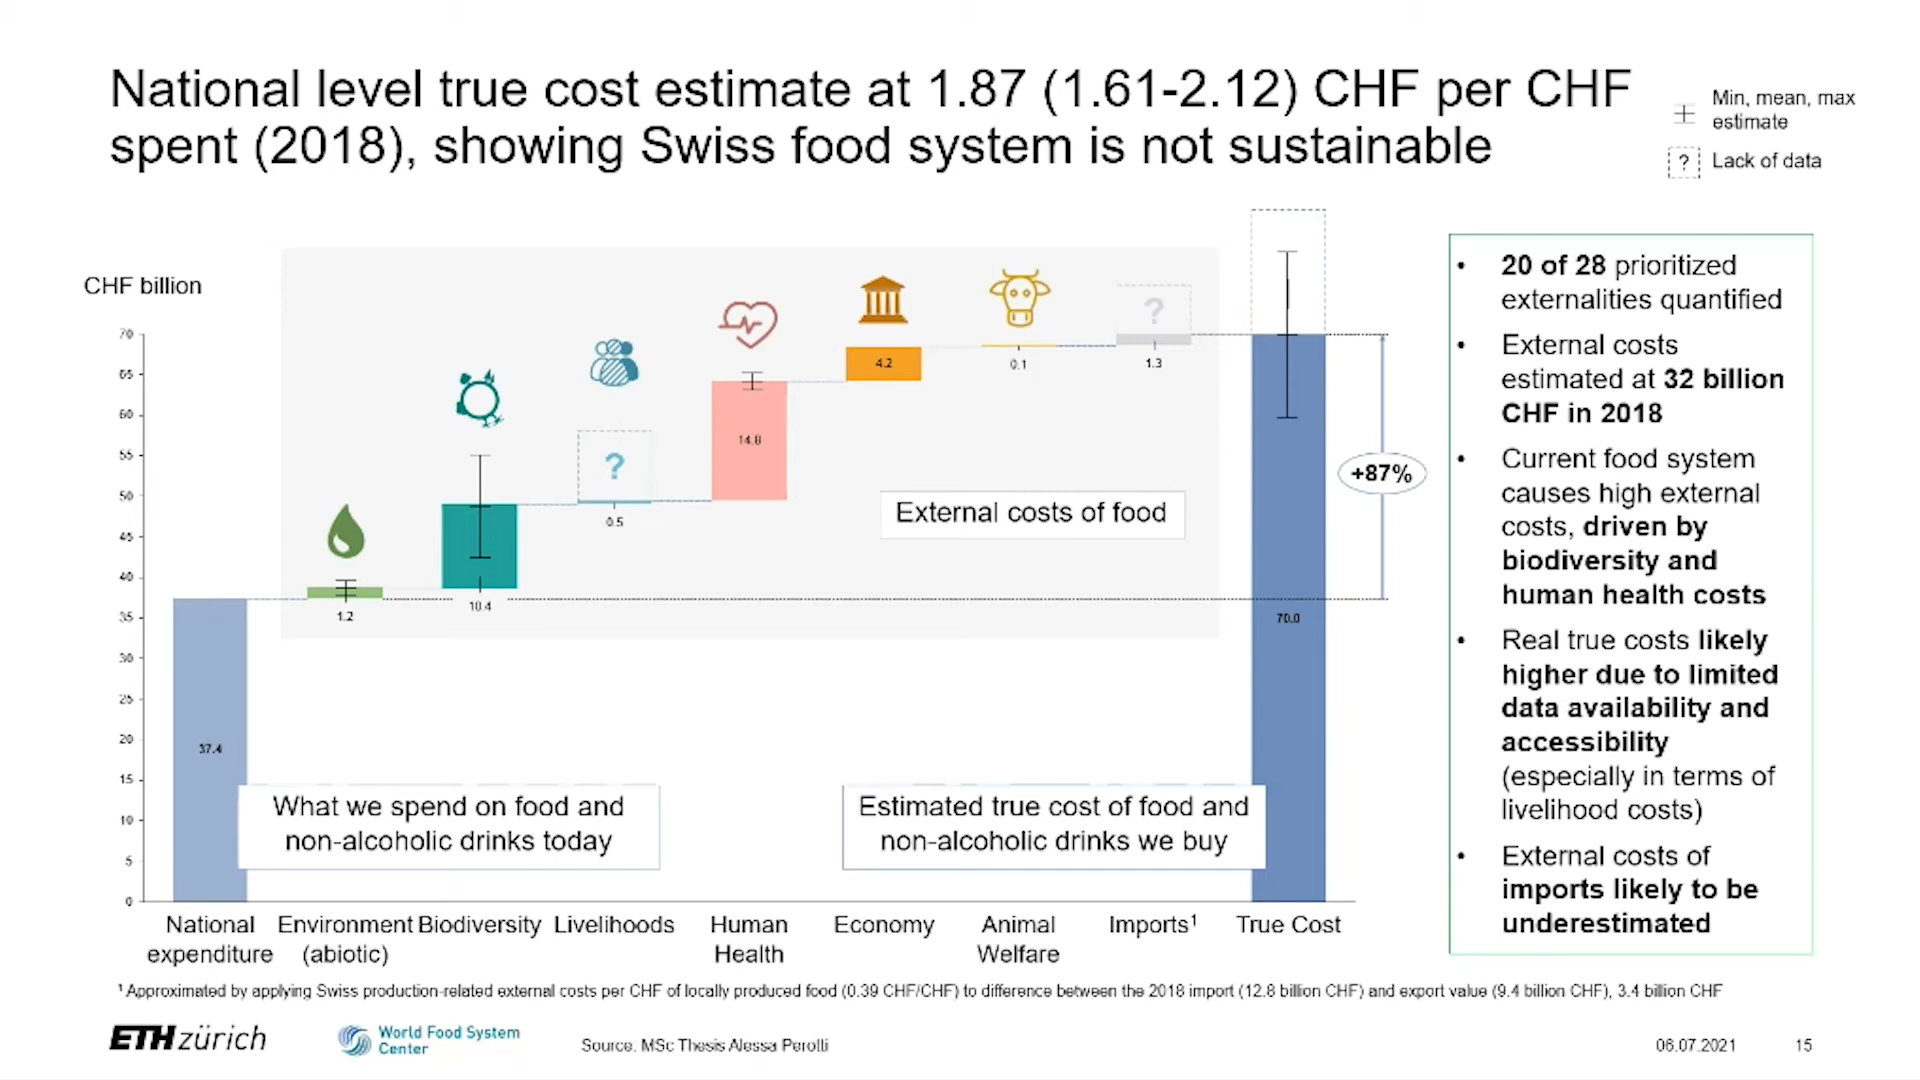 National level true cost estimate at 1.87 (1.61-2.12) CHF per CHF
spent (2018), showing Swiss food system is not sustainable
Min, mean, max
estimate
?
Lack of data
CHF billion
70
65
60
55
50
45
40
35
30
25
20
15
10
5
0
37.4
1.2
10.4
?
0.5
14.8
4.2
0.1
?
1.3
70.0
+87%
External costs of food
What we spend on food and
non-alcoholic drinks today
Estimated true cost of food and
non-alcoholic drinks we buy
National
expenditure
Environment
(abiotic)
Biodiversity
Livelihoods
Human
Health
Economy
Animal
Welfare
Imports¹
True Cost
• 20 of 28 prioritized
externalities quantified
• External costs
estimated at 32 billion
CHF in 2018
• Current food system
causes high external
costs, driven by
biodiversity and
human health costs
• Real true costs likely
higher due to limited
data availability and
accessibility
(especially in terms of
livelihood costs)
• External costs of
imports likely to be
underestimated
¹ Approximated by applying Swiss production-related external costs per CHF of locally produced food (0.39 CHF/CHF) to difference between the 2018 import (12.8 billion CHF) and export value (9.4 billion CHF), 3.4 billion CHF
ETH zürich
World Food System
Center
Source. MSc Thesis Alessa Perotti
06.07.2021
15